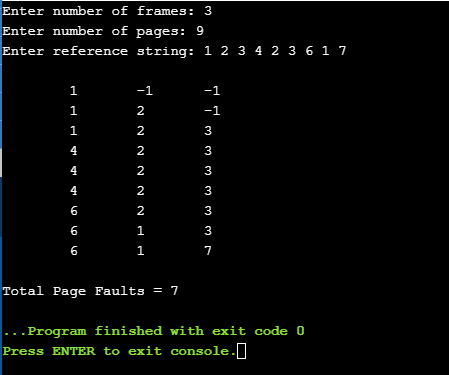 Enter number of frames: 3
Enter number of pages: 9
Enter reference string: 1 2 3 4 2 3 6 1 7
1 -1 -1
1 2 -1
1 2 3
4 2 3
4 2 3
4 2 3
6 2 3
6 1 3
6 1 7
Total Page Faults = 7
...Program finished with exit code 0
Press ENTER to exit console.